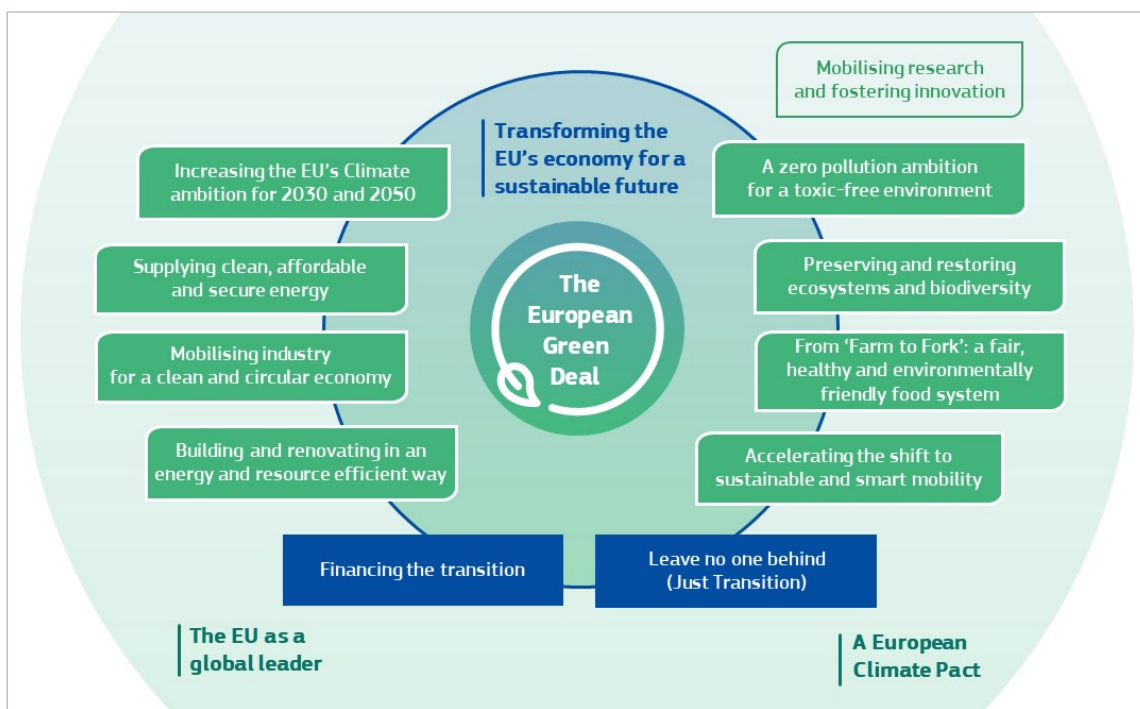 Mobilising research
and fostering innovation
Transforming the
EU's economy for a
sustainable future
Increasing the EU's Climate
ambition for 2030 and 2050
A zero pollution ambition
for a toxic-free environment
Supplying clean, affordable
and secure energy
Preserving and restoring
ecosystems and biodiversity
The
European
Green
Deal
Mobilising industry
for a clean and circular economy
From ‘Farm to Fork’: a fair,
healthy and environmentally
friendly food system
Building and renovating in an
energy and resource efficient way
Accelerating the shift to
sustainable and smart mobility
Financing the transition
Leave no one behind
(Just Transition)
The EU as a
global leader
A European
Climate Pact